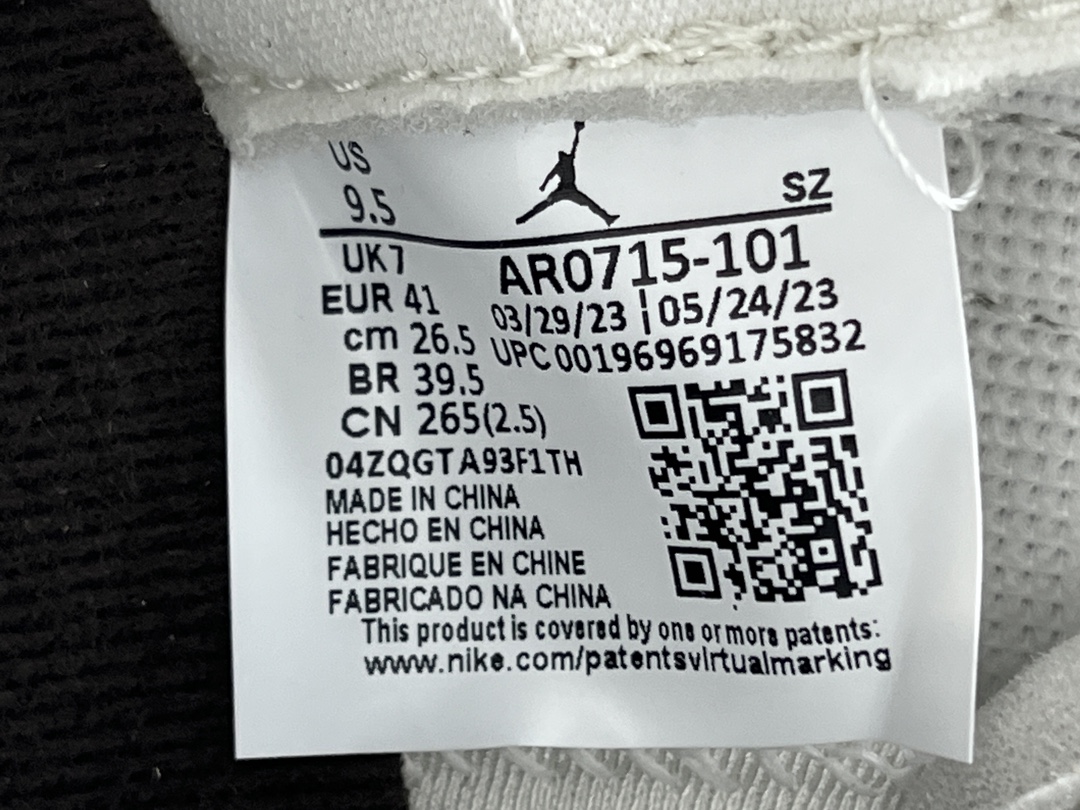 US
9.5
SZ
UK7
EUR 41
cm 26.5
BR 39.5
CN 265(2.5)
AR0715-101
03/29/23 | 05/24/23
UPC00196969175832
04ZQGTA93F1TH
MADE IN CHINA
HECHO EN CHINA
FABRIQUE EN CHINE
FABRICADO NA CHINA
This product is covered by one or more patents:
www.nike.com/patentsvirtualmarking